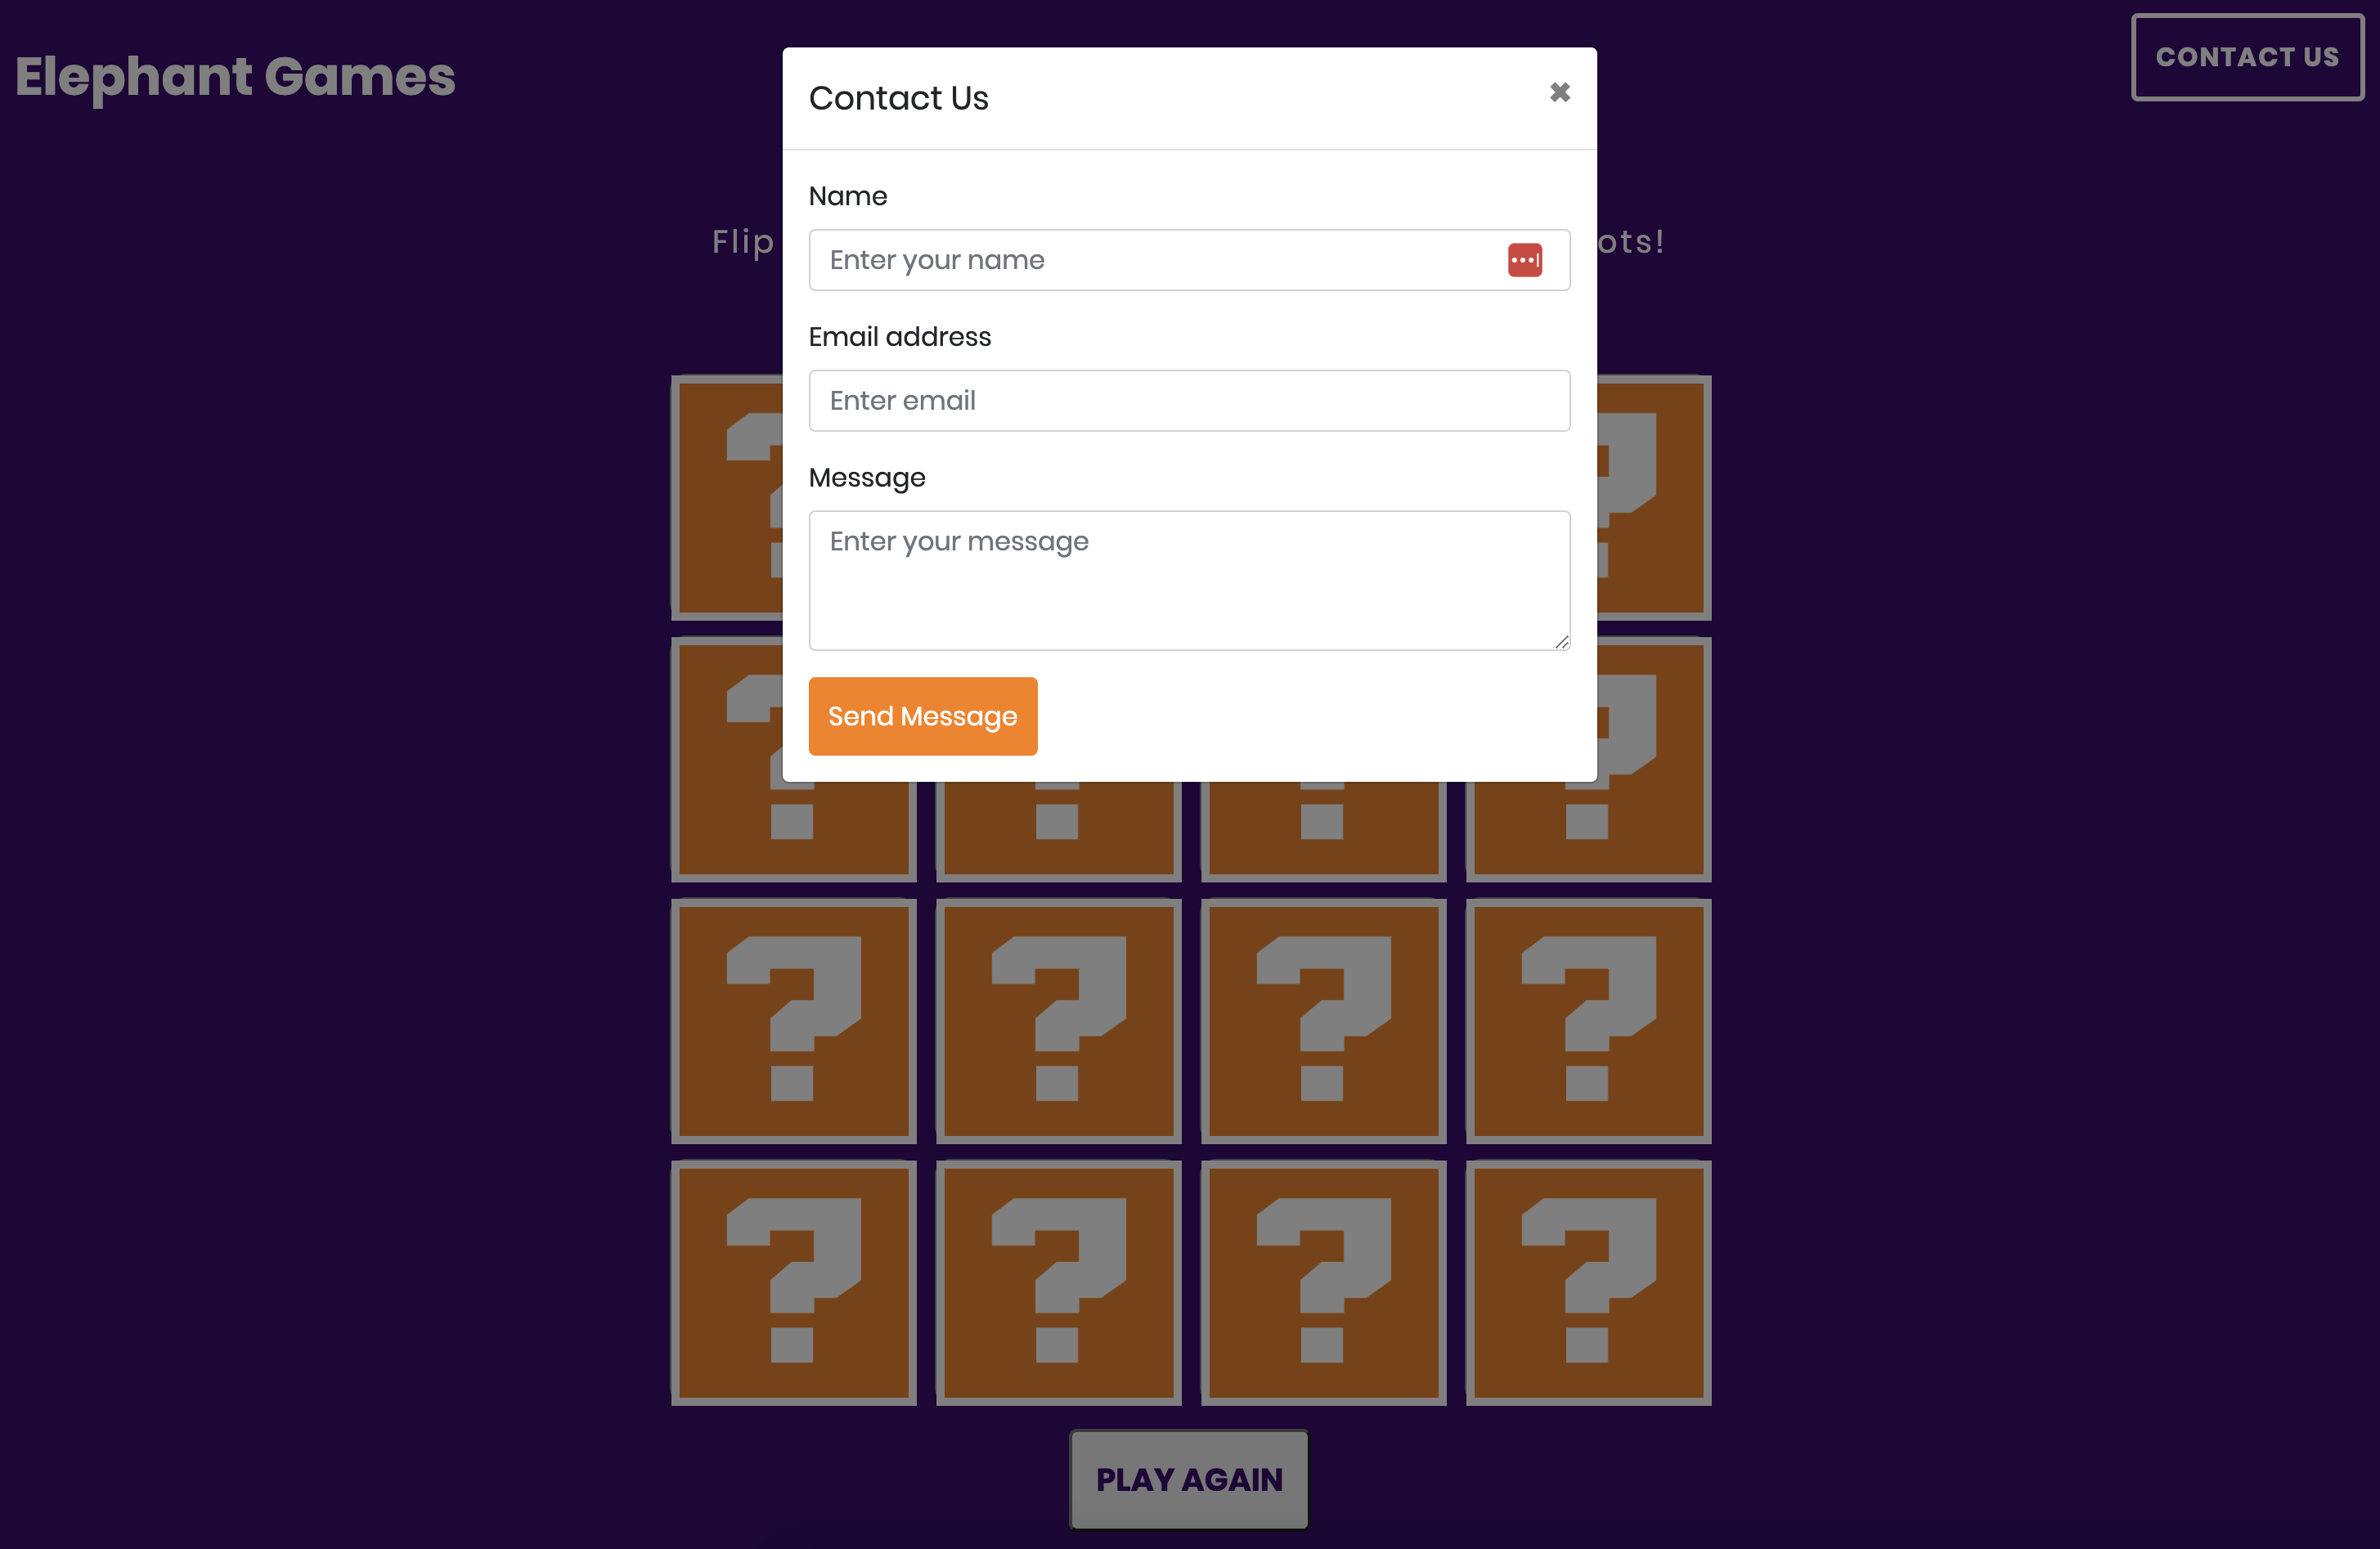 Elephant Games
CONTACT US
Contact Us
Flip
ots!
Name
Enter your name
Email address
Enter email
Message
Enter your message
Send Message
?
? ?
? ? ? ?
? ? ? ?
PLAY AGAIN